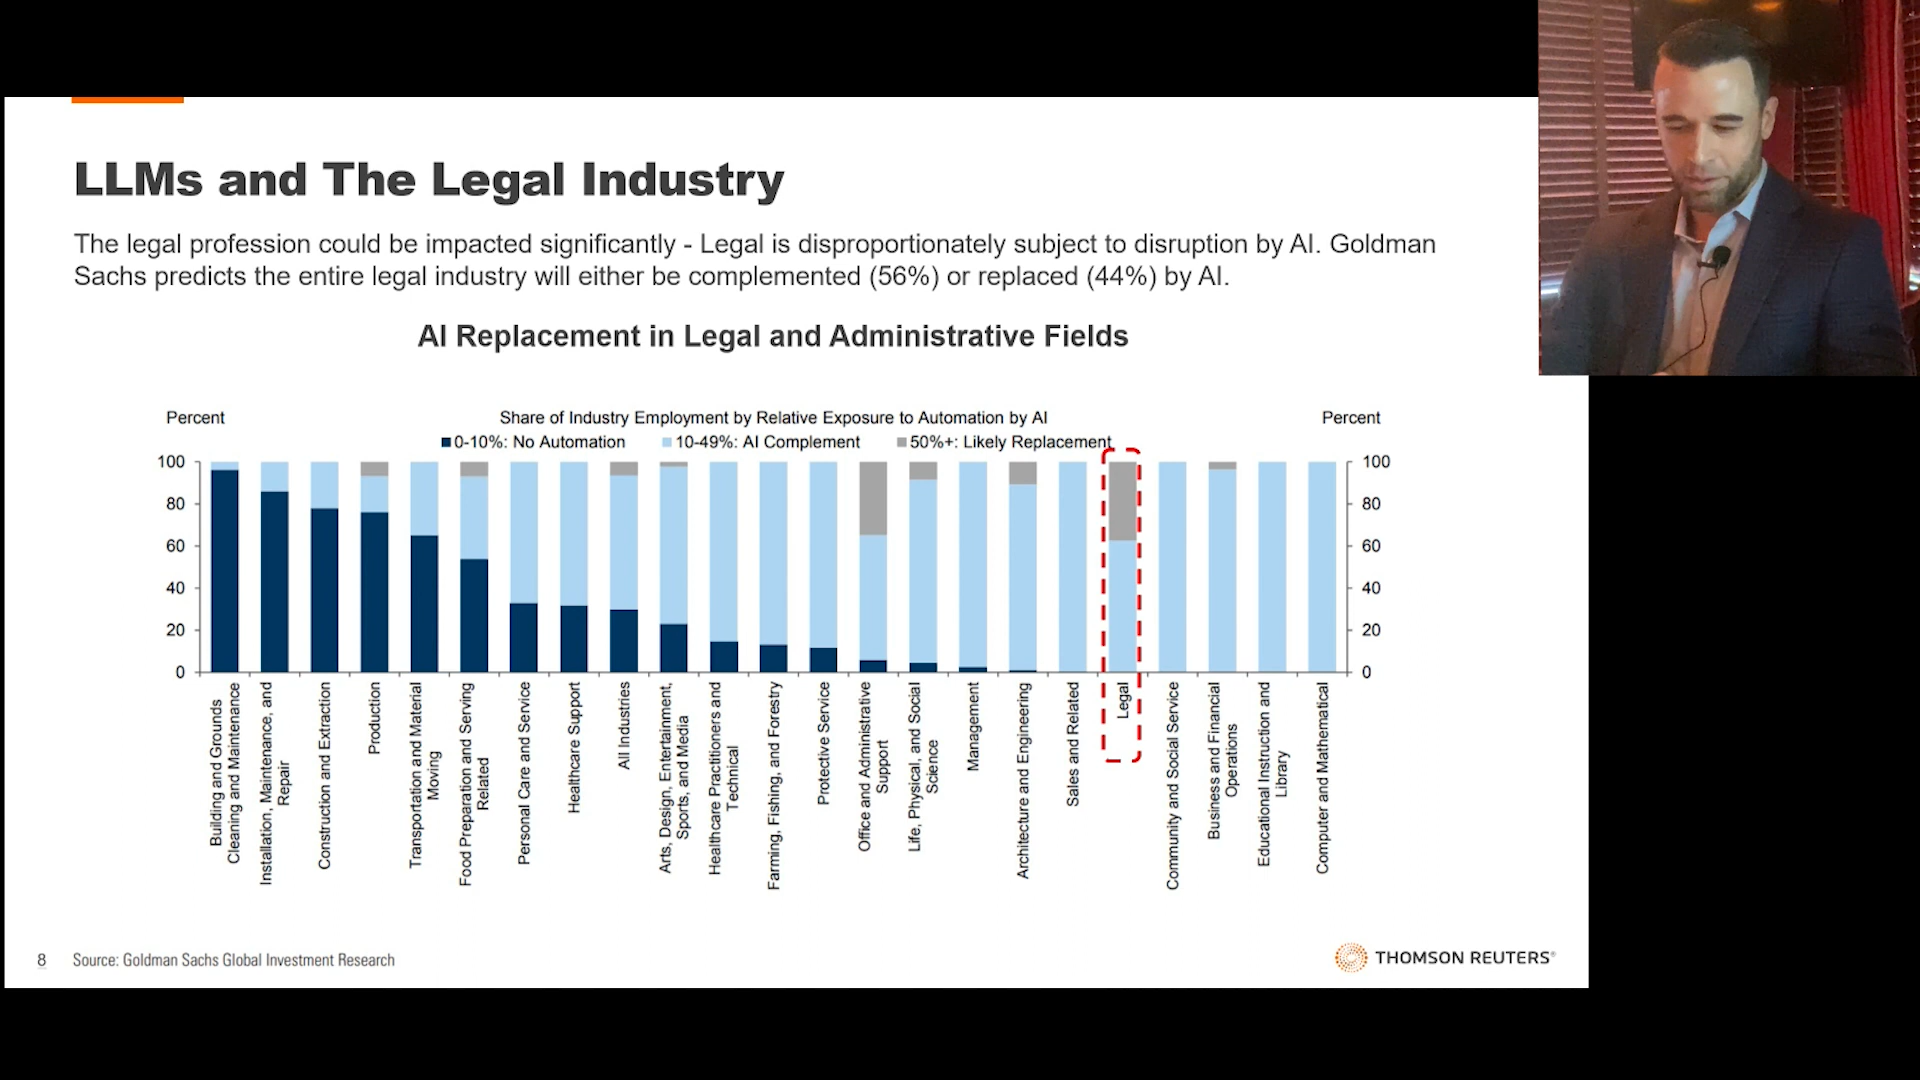 LLMs and The Legal Industry
The legal profession could be impacted significantly - Legal is disproportionately subject to disruption by AI. Goldman
Sachs predicts the entire legal industry will either be complemented (56%) or replaced (44%) by AI.
AI Replacement in Legal and Administrative Fields
Percent
Share of Industry Employment by Relative Exposure to Automation by AI
Percent
0-10%: No Automation
10-49%: AI Complement
50%+: Likely Replacement
100
80
60
40
20
0
100
80
60
40
20
0
Building and Grounds
Cleaning and Maintenance
Installation, Maintenance, and
Repair
Construction and Extraction
Production
Transportation and Material
Moving
Food Preparation and Serving
Related
Personal Care and Service
Healthcare Support
All Industries
Arts, Design, Entertainment,
Sports, and Media
Healthcare Practitioners and
Technical
Farming, Fishing, and Forestry
Protective Service
Office and Administrative
Support
Life, Physical, and Social
Science
Management
Architecture and Engineering
Sales and Related
Legal
Community and Social Service
Business and Financial
Operations
Educational Instruction and
Library
Computer and Mathematical
8
Source: Goldman Sachs Global Investment Research
THOMSON REUTERS®